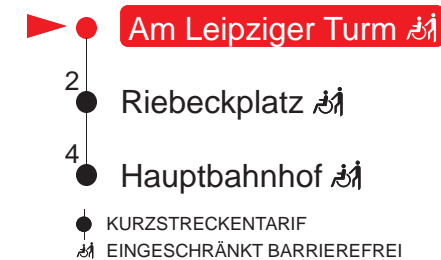 Am Leipziger Turm
2
Riebeckplatz
4
Hauptbahnhof
KURZSTRECKENTARIF
EINGESCHRÄNKT BARRIEREFREI